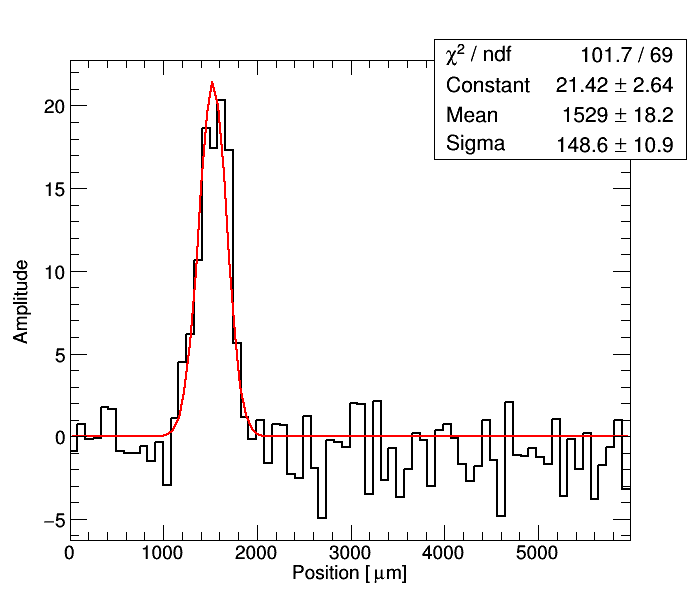 χ² / ndf 101.7 / 69
Constant 21.42 ± 2.64
Mean 1529 ± 18.2
Sigma 148.6 ± 10.9
20
15
10
5
0
−5
Amplitude
0 1000 2000 3000 4000 5000
Position [ μm]